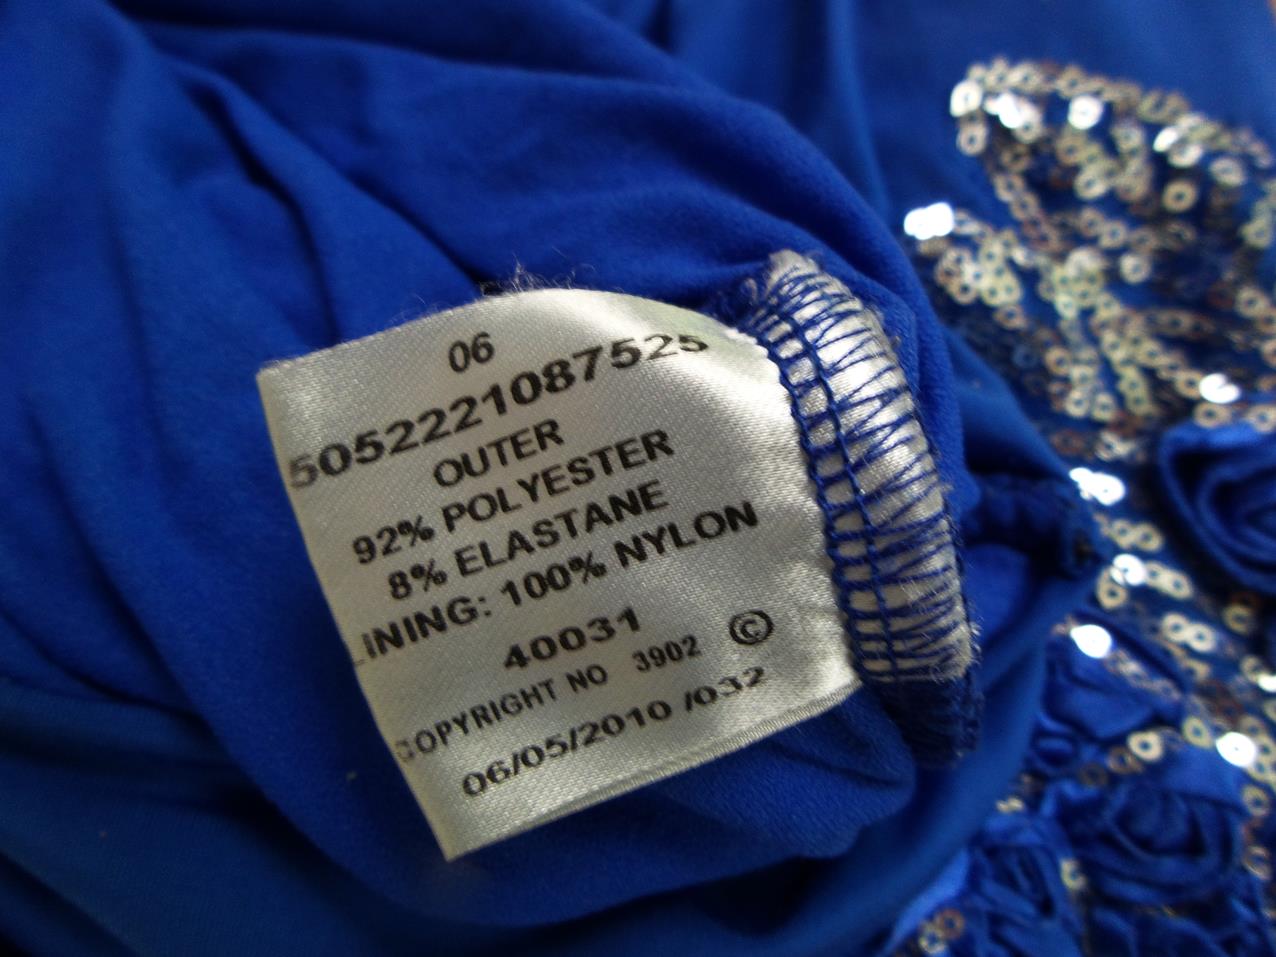 06
5052221087525
OUTER
92% POLYESTER
8% ELASTANE
LINING: 100% NYLON
40031
COPYRIGHT NO 3902 ©
06/05/2010 /032